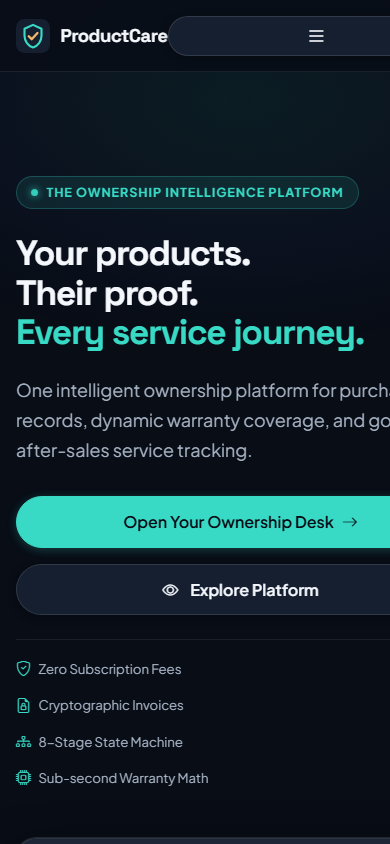 ProductCare
THE OWNERSHIP INTELLIGENCE PLATFORM
Your products.
Their proof.
Every service journey.
One intelligent ownership platform for
records, dynamic warranty coverage, and
after-sales service tracking.
Open Your Ownership Desk →
Explore Platform
Zero Subscription Fees
Cryptographic Invoices
8-Stage State Machine
Sub-second Warranty Math